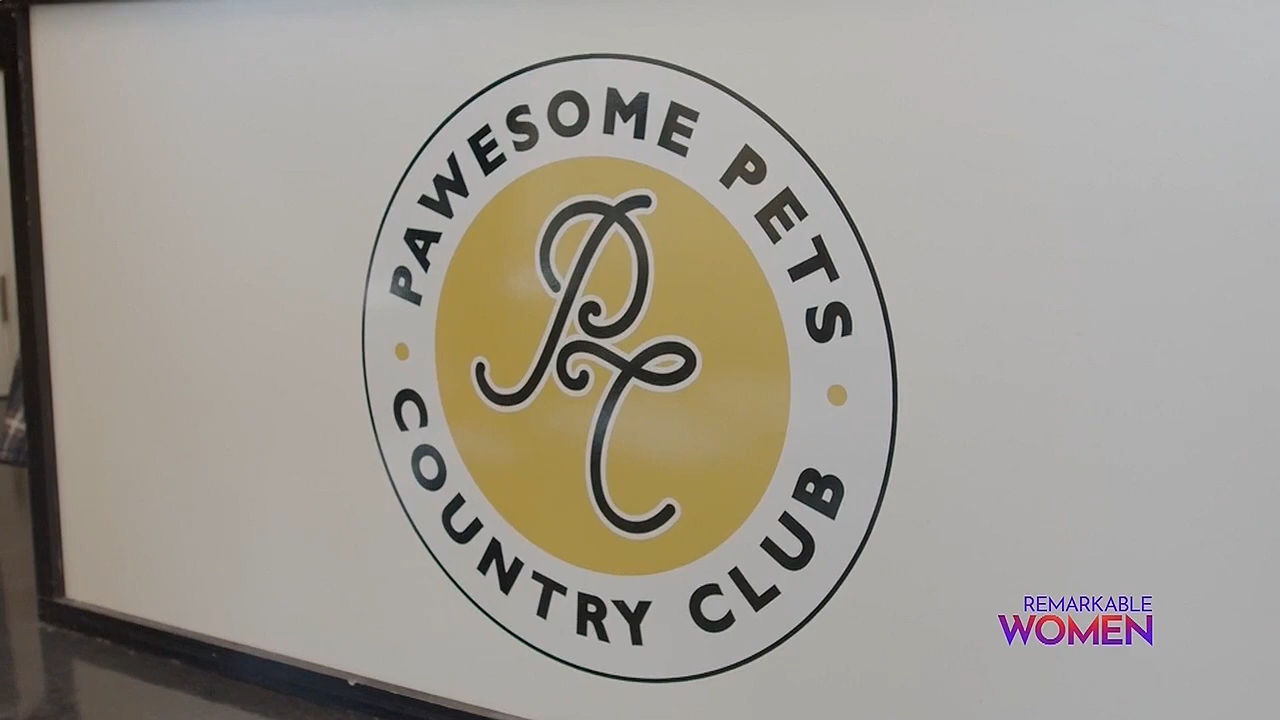 PAWESOME PETS
COUNTRY CLUB
PC
REMARKABLE
WOMEN